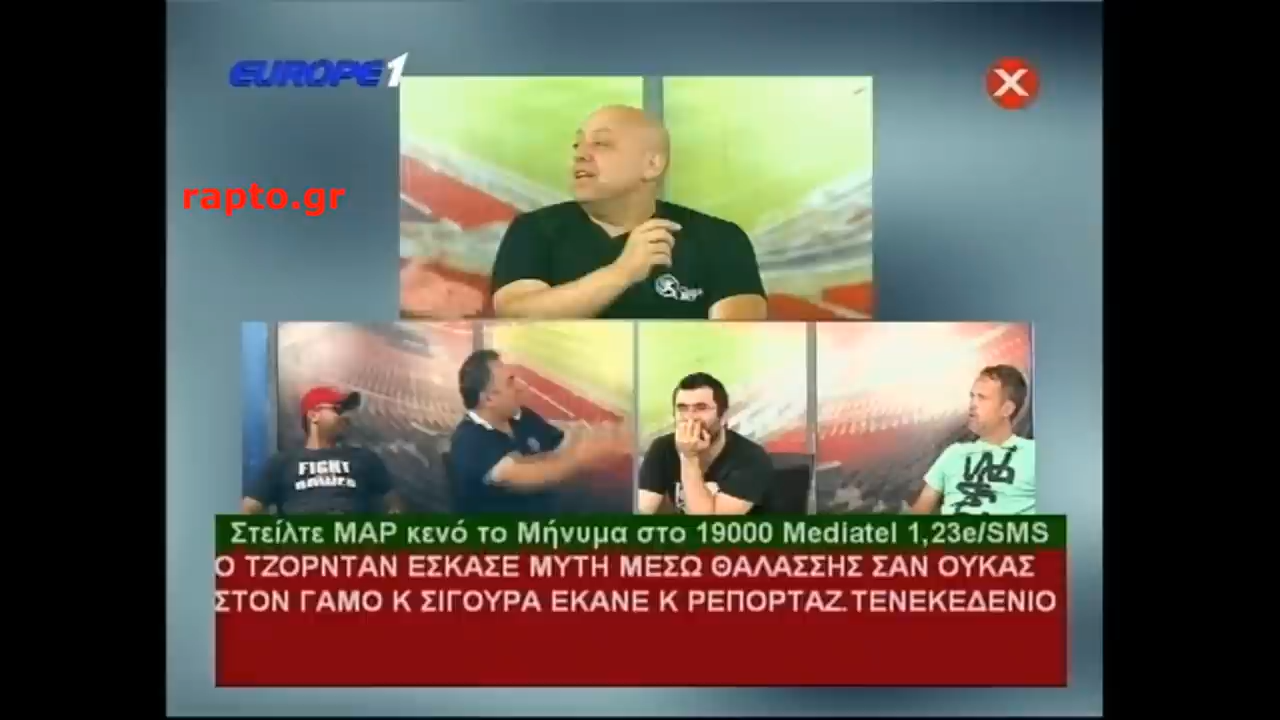 EUROPE1
X
rapto.gr
FIGHT
Στείλτε ΜΑΡ κενό το Μήνυμα στο 19000 Mediatel 1,23e/SMS
Ο ΤΖΟΡΝΤΑΝ ΕΣΚΑΣΕ ΜΥΤΗ ΜΕΣΩ ΘΑΛΑΣΣΗΣ ΣΑΝ ΟΥΚΑΣ
ΣΤΟΝ ΓΑΜΟ Κ ΣΙΓΟΥΡΑ ΕΚΑΝΕ Κ ΡΕΠΟΡΤΑΖ.ΤΕΝΕΚΕΔΕΝΙΟ